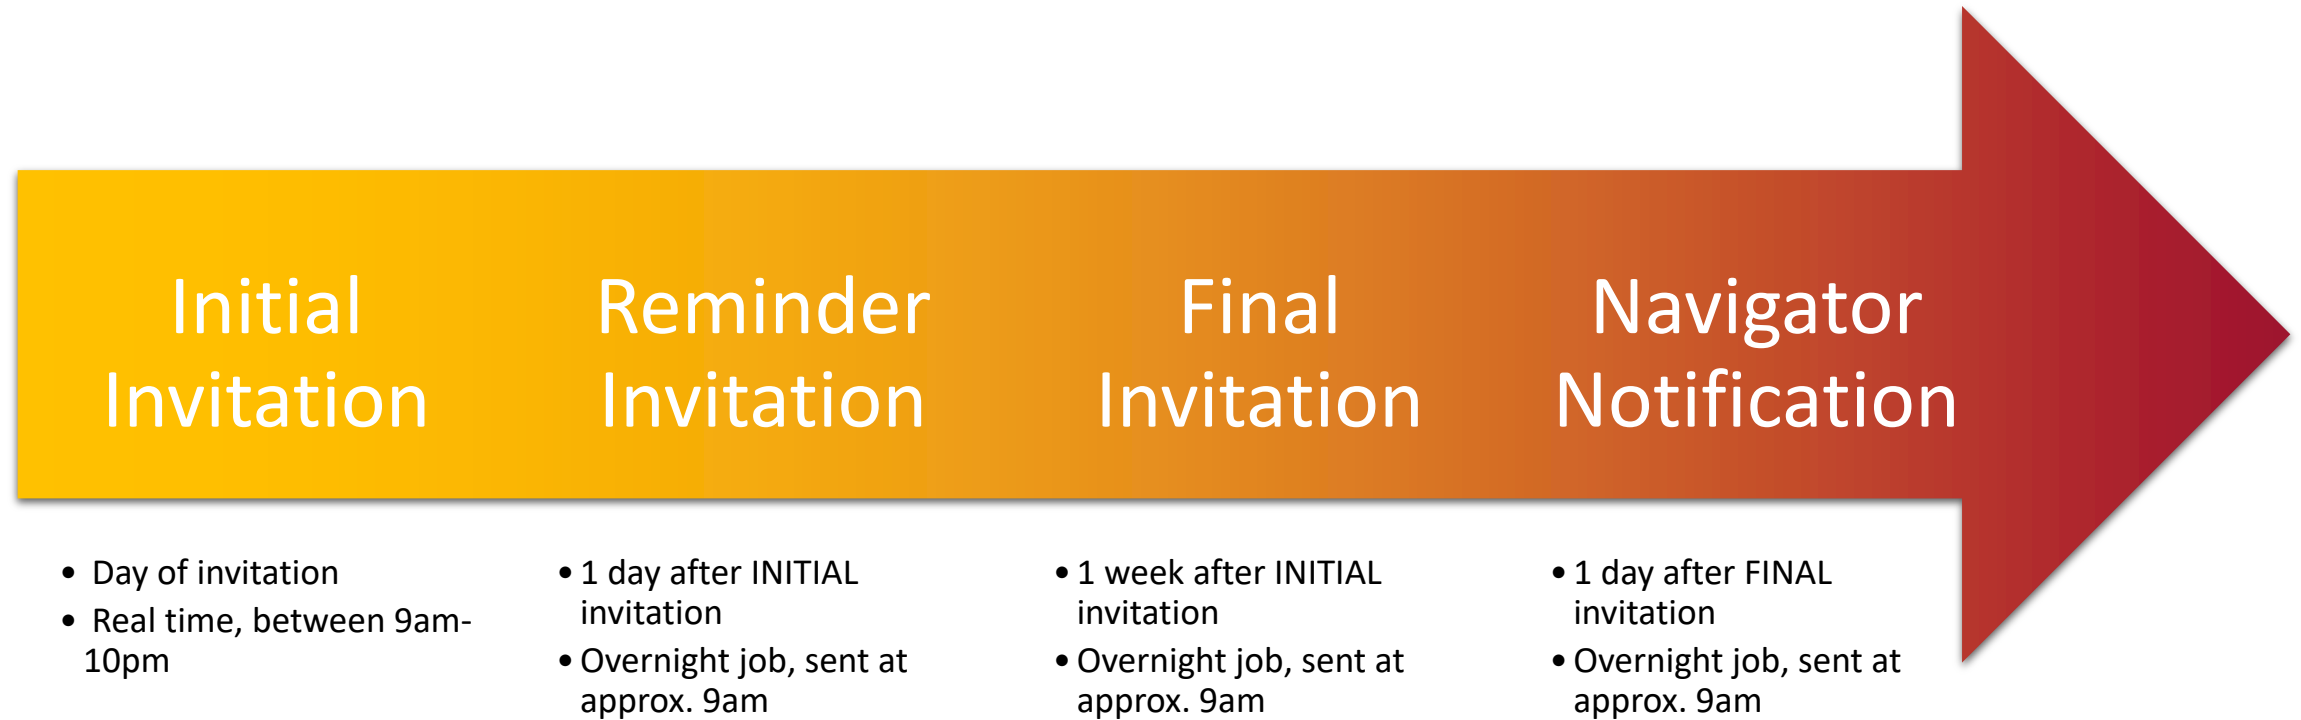 Initial
Invitation
Reminder
Invitation
Final
Invitation
Navigator
Notification
• Day of invitation
• Real time, between 9am-
10pm
• 1 day after INITIAL
invitation
• Overnight job, sent at
approx. 9am
• 1 week after INITIAL
invitation
• Overnight job, sent at
approx. 9am
• 1 day after FINAL
invitation
• Overnight job, sent at
approx. 9am